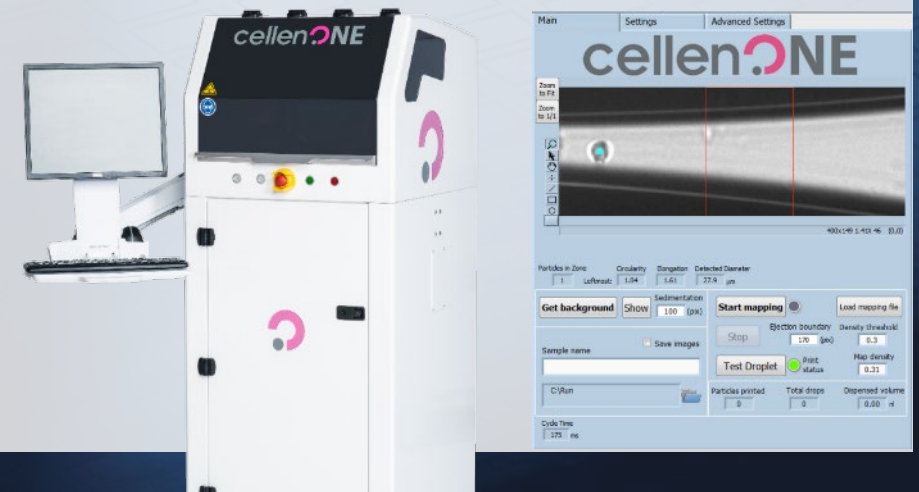 cellenONE
Main
Settings
Advanced Settings
cellenONE
Zoom to Fit
Zoom to 1/1
400x149 1.41X 46 (0,0)
Particles in Zone
Circularity
Elongation
Detected Diameter
1
Leftmost:
1.04
1.61
27.9 µm
Get background
Show
Sedimentation
100 (pix)
Start mapping
Load mapping file
Stop
Ejection boundary
170 (pix)
Density threshold
0.3
Sample name
Save images
Test Droplet
Print status
Map density
0.31
C:\Run
Particles printed
0
Total drops
0
Dispensed volume
0.00 nl
Cycle Time
175 ms